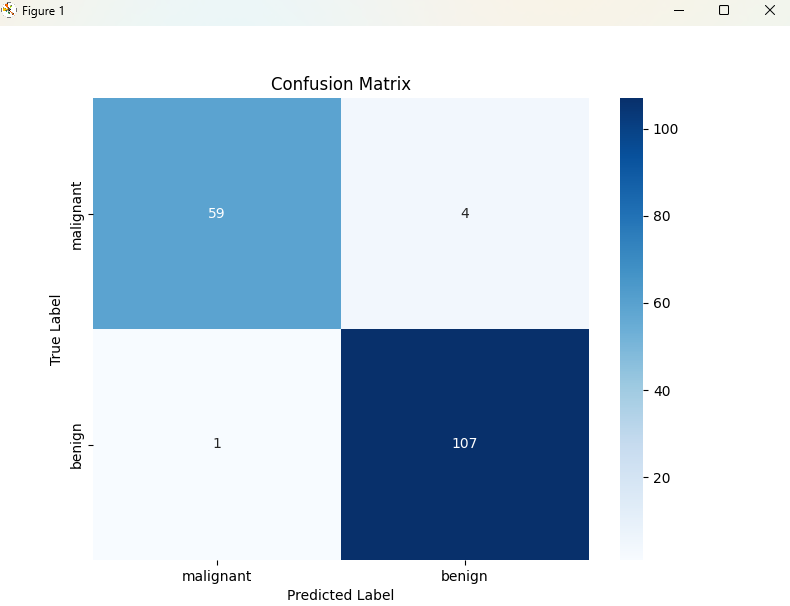 Figure 1
Confusion Matrix
malignant
59
4
100
80
60
40
20
True Label
benign
1
107
malignant
benign
Predicted Label